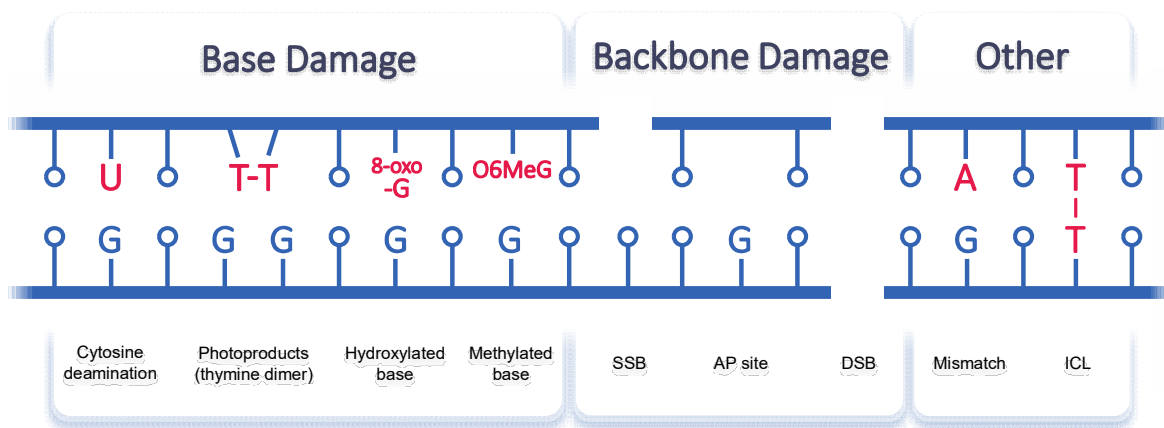 Base Damage
Backbone Damage
Other
U
T-T
8-oxo
-G
O6MeG
A
T
G
G
G
G
G
G
G
T
Cytosine
deamination
Photoproducts
(thymine dimer)
Hydroxylated
base
Methylated
base
SSB
AP site
DSB
Mismatch
ICL